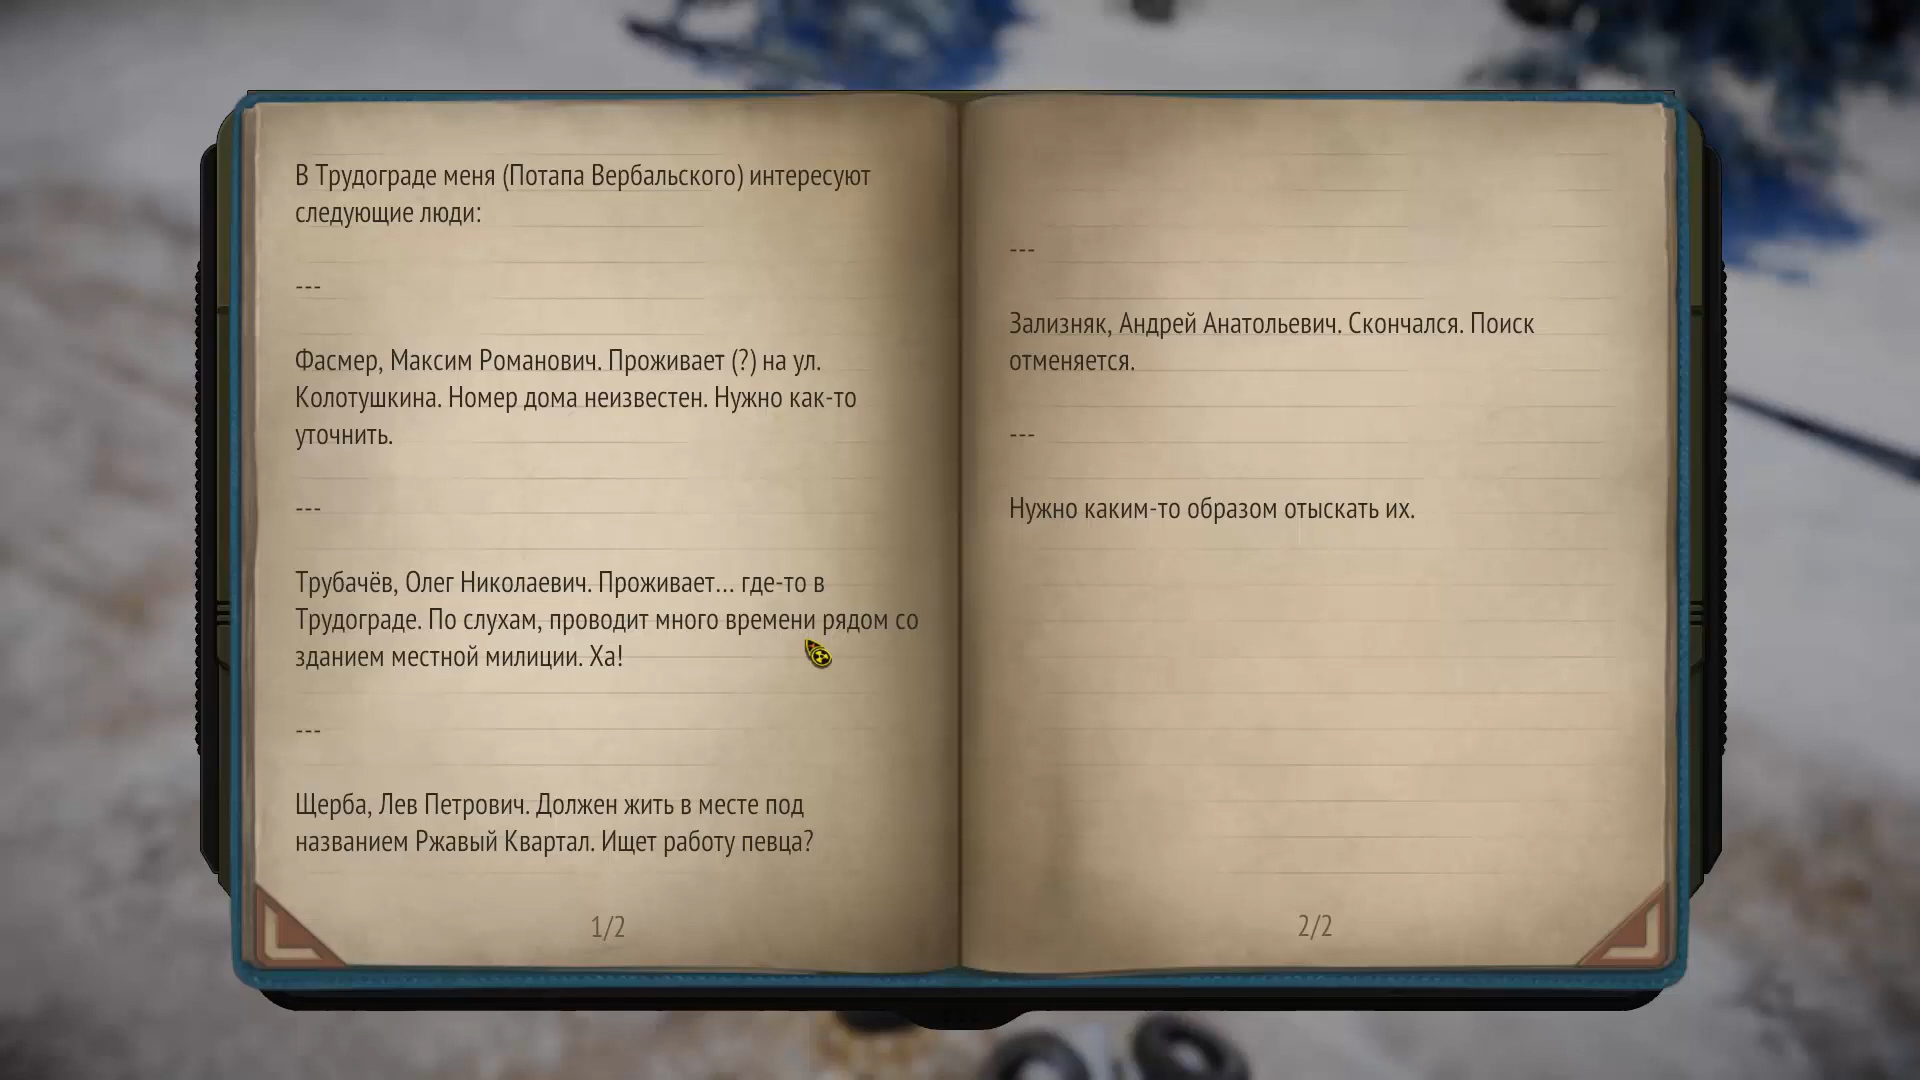 В Трудограде меня (Потапа Вербальского) интересуют
следующие люди:
---
Фасмер, Максим Романович. Проживает (?) на ул.
Колотушкина. Номер дома неизвестен. Нужно как-то
уточнить.
---
Трубачёв, Олег Николаевич. Проживает... где-то в
Трудограде. По слухам, проводит много времени рядом со
зданием местной милиции. Ха!
---
Щерба, Лев Петрович. Должен жить в месте под
названием Ржавый Квартал. Ищет работу певца?
1/2
---
Зализняк, Андрей Анатольевич. Скончался. Поиск
отменяется.
---
Нужно каким-то образом отыскать их.
2/2